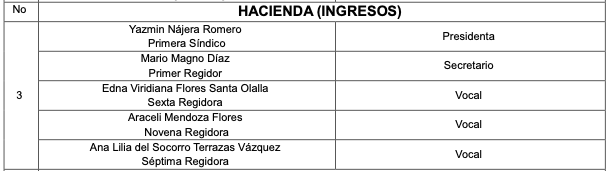 No HACIENDA (INGRESOS)
Yazmin Nájera Romero
Primera Síndico
Presidenta
Mario Magno Díaz
Primer Regidor
Secretario
3
Edna Viridiana Flores Santa Olalla
Sexta Regidora
Vocal
Araceli Mendoza Flores
Novena Regidora
Vocal
Ana Lilia del Socorro Terrazas Vázquez
Séptima Regidora
Vocal